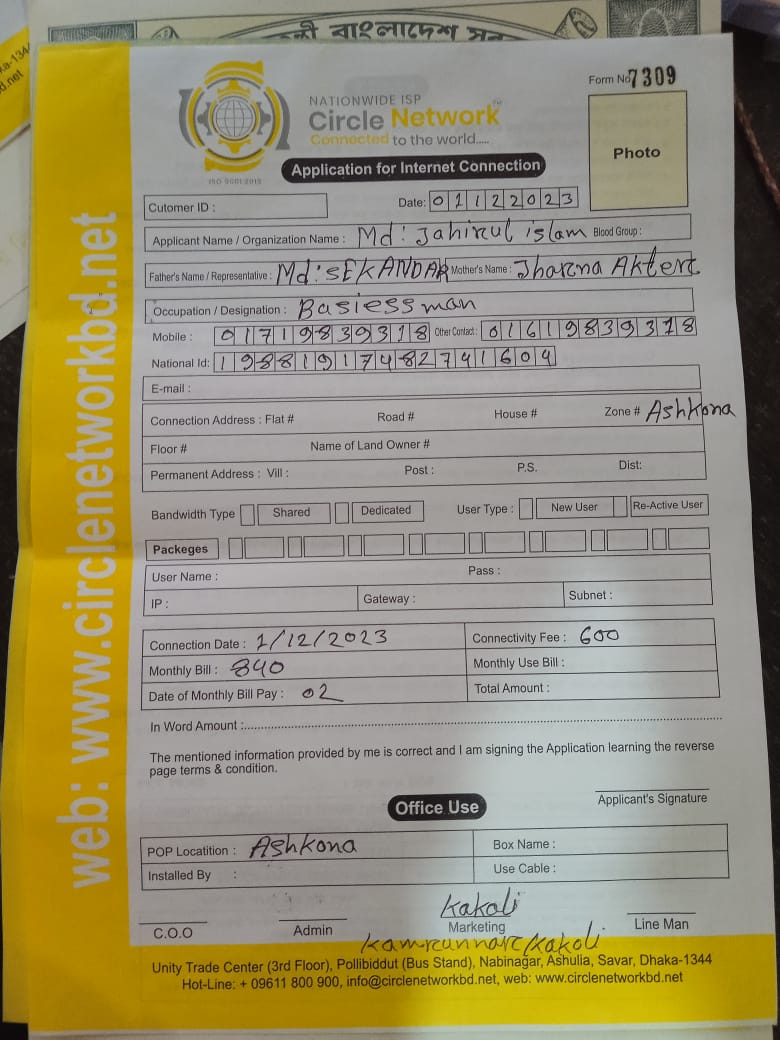 বাংলাদেশ
NATIONWIDE ISP
Circle Network
Connected to the world.....
ISO 9001:2015
Form No 7309
Photo
Application for Internet Connection
Cutomer ID :
Date: 01122023
Applicant Name / Organization Name : Md: Jahirul islam Blood Group :
Father's Name / Representative : Md: SEKANDAR Mother's Name : Jharna Akter
Occupation / Designation : Basiessman
Mobile : 01719839318 Other Contact : 01619839318
National Id: 19881917482741604
E-mail :
Connection Address : Flat # Road # House # Zone # Ashkona
Floor # Name of Land Owner #
Permanent Address : Vill : Post : P.S. Dist:
Bandwidth Type Shared Dedicated User Type : New User Re-Active User
Packeges
User Name : Pass :
IP : Gateway : Subnet :
Connection Date : 1/12/2023 Connectivity Fee : 600
Monthly Bill : 840 Monthly Use Bill :
Date of Monthly Bill Pay : 02 Total Amount :
In Word Amount :
The mentioned information provided by me is correct and I am signing the Application learning the reverse
page terms & condition.
Applicant's Signature
Office Use
POP Locatition : Ashkona Box Name :
Installed By : Use Cable :
Kakoli
C.O.O Admin Marketing Line Man
Kakoli
Unity Trade Center (3rd Floor), Pollibiddut (Bus Stand), Nabinagar, Ashulia, Savar, Dhaka-1344
Hot-Line: + 09611 800 900, info@circlenetworkbd.net, web: www.circlenetworkbd.net
web: www.circlenetworkbd.net